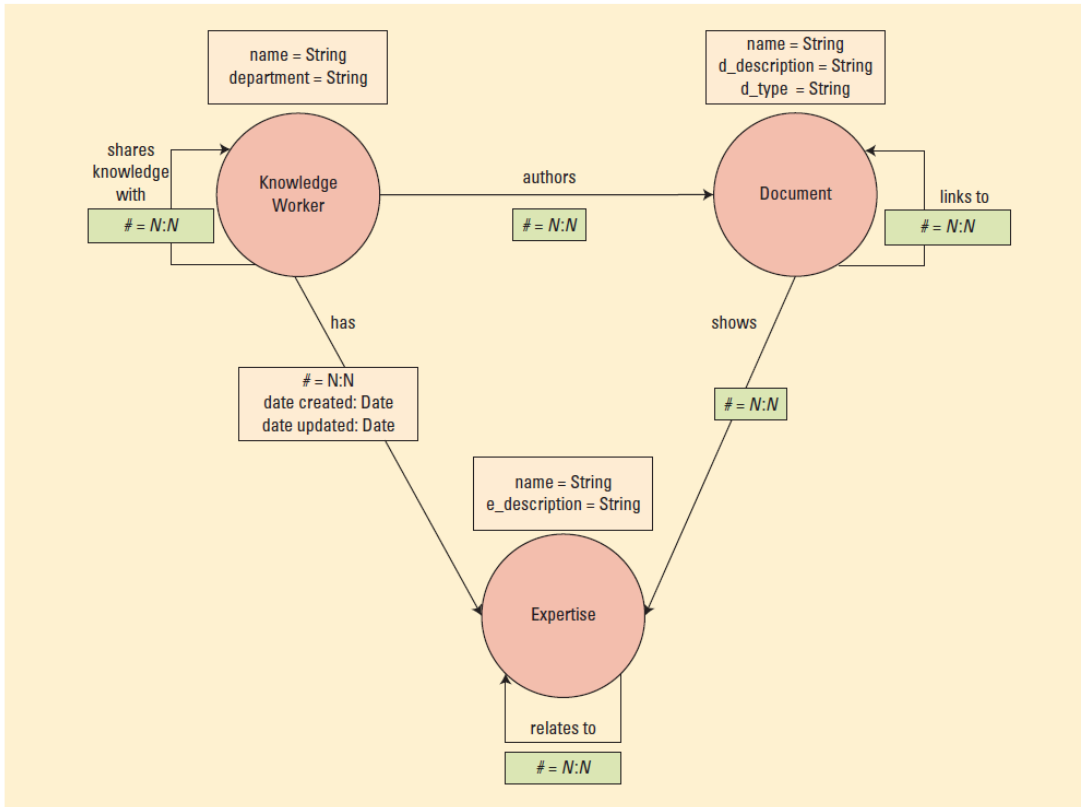 name = String
department = String
name = String
d_description = String
d_type = String
shares
knowledge
with
# = N:N
Knowledge
Worker
authors
# = N:N
Document
links to
# = N:N
has
# = N:N
date created: Date
date updated: Date
shows
# = N:N
name = String
e_description = String
Expertise
relates to
# = N:N